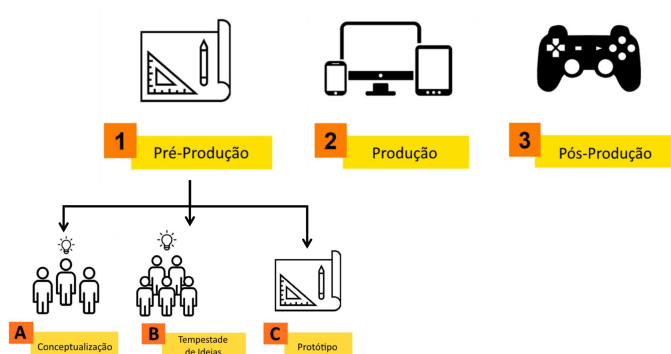 1 Pré-Produção
2 Produção
3 Pós-Produção
A Conceptualização
B Tempestade
de Ideias
C Protótipo